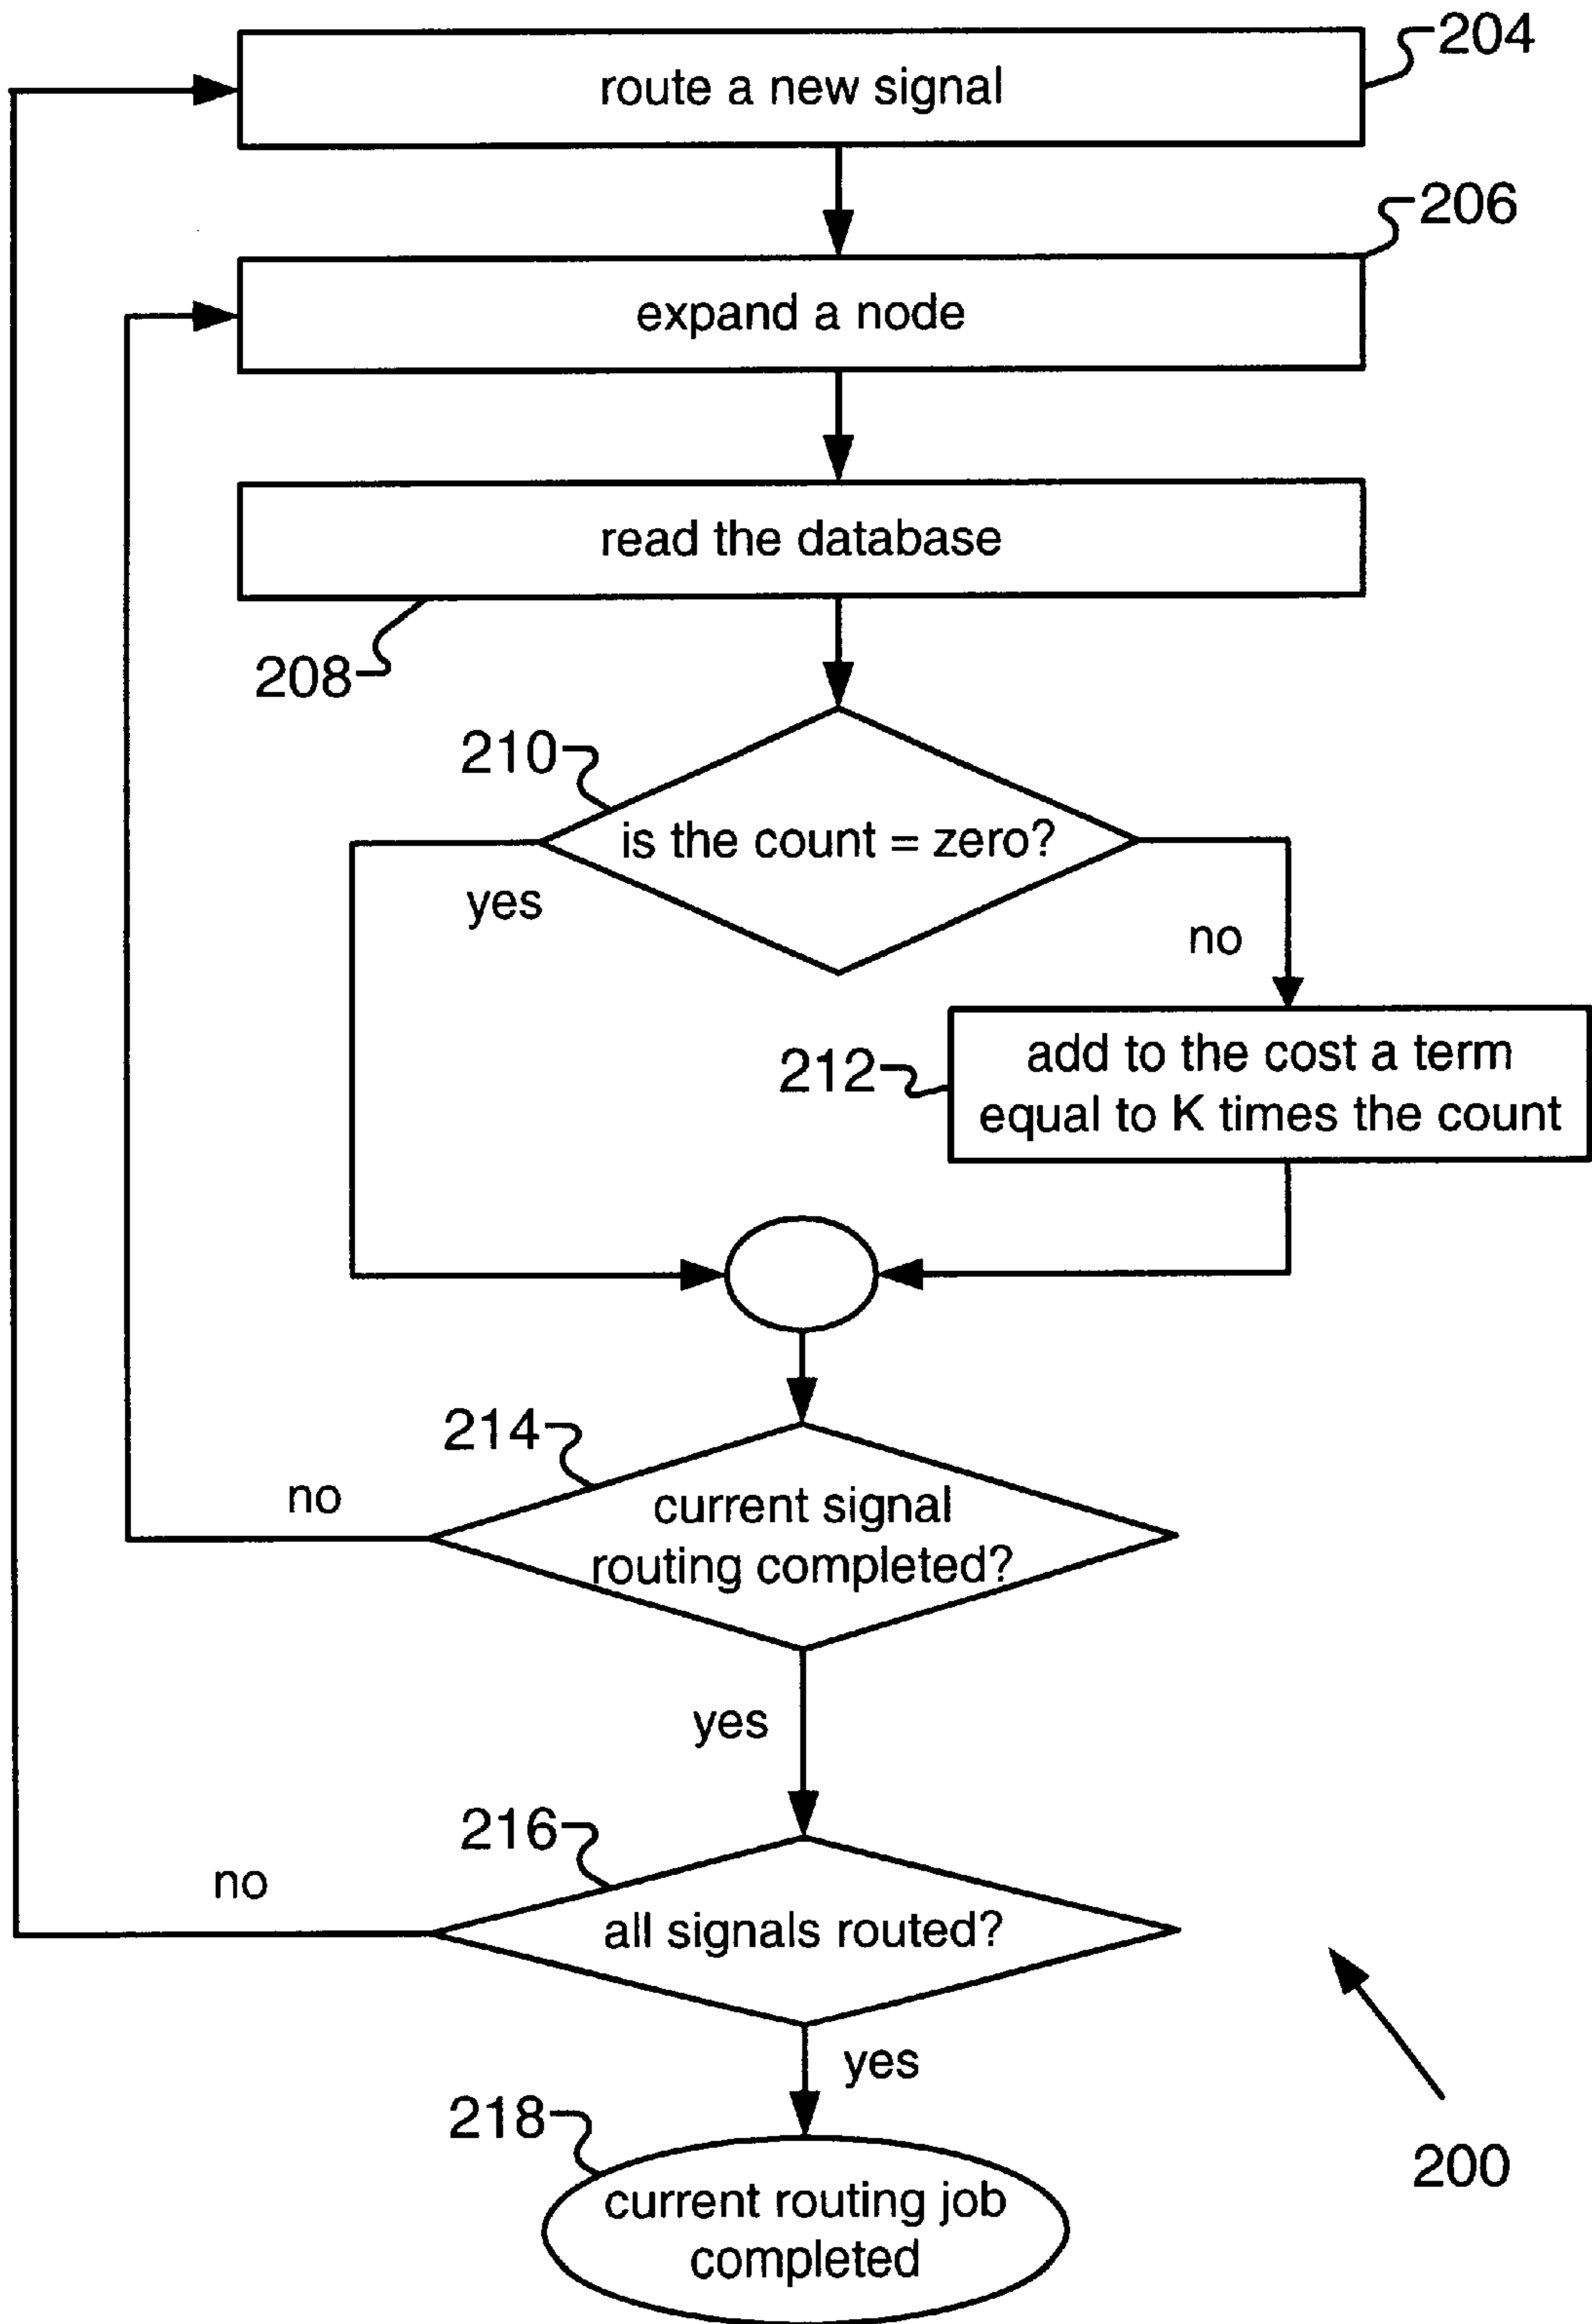 204
route a new signal
206
expand a node
read the database
208
210
is the count = zero?
yes
no
212
add to the cost a term
equal to K times the count
214
no
current signal
routing completed?
yes
216
no
all signals routed?
yes
218
200
current routing job
completed